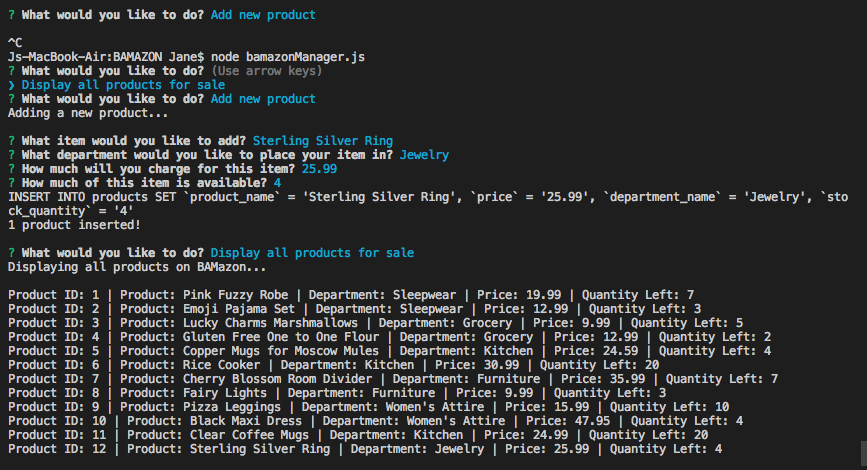 ? What would you like to do? Add new product
^C
Js-MacBook-Air:BAMAZON Jane$ node bamazonManager.js
? What would you like to do? (Use arrow keys)
❯ Display all products for sale
? What would you like to do? Add new product
Adding a new product...
? What item would you like to add? Sterling Silver Ring
? What department would you like to place your item in? Jewelry
? How much will you charge for this item? 25.99
? How much of this item is available? 4
INSERT INTO products SET `product_name` = 'Sterling Silver Ring', `price` = '25.99', `department_name` = 'Jewelry', `sto
ck_quantity` = '4'
1 product inserted!
? What would you like to do? Display all products for sale
Displaying all products on BAMazon...
Product ID: 1 | Product: Pink Fuzzy Robe | Department: Sleepwear | Price: 19.99 | Quantity Left: 7
Product ID: 2 | Product: Emoji Pajama Set | Department: Sleepwear | Price: 12.99 | Quantity Left: 3
Product ID: 3 | Product: Lucky Charms Marshmallows | Department: Grocery | Price: 9.99 | Quantity Left: 5
Product ID: 4 | Product: Gluten Free One to One Flour | Department: Grocery | Price: 12.99 | Quantity Left: 2
Product ID: 5 | Product: Copper Mugs for Moscow Mules | Department: Kitchen | Price: 24.59 | Quantity Left: 4
Product ID: 6 | Product: Rice Cooker | Department: Kitchen | Price: 30.99 | Quantity Left: 20
Product ID: 7 | Product: Cherry Blossom Room Divider | Department: Furniture | Price: 35.99 | Quantity Left: 7
Product ID: 8 | Product: Fairy Lights | Department: Furniture | Price: 9.99 | Quantity Left: 3
Product ID: 9 | Product: Pizza Leggings | Department: Women's Attire | Price: 15.99 | Quantity Left: 10
Product ID: 10 | Product: Black Maxi Dress | Department: Women's Attire | Price: 47.95 | Quantity Left: 4
Product ID: 11 | Product: Clear Coffee Mugs | Department: Kitchen | Price: 24.99 | Quantity Left: 20
Product ID: 12 | Product: Sterling Silver Ring | Department: Jewelry | Price: 25.99 | Quantity Left: 4